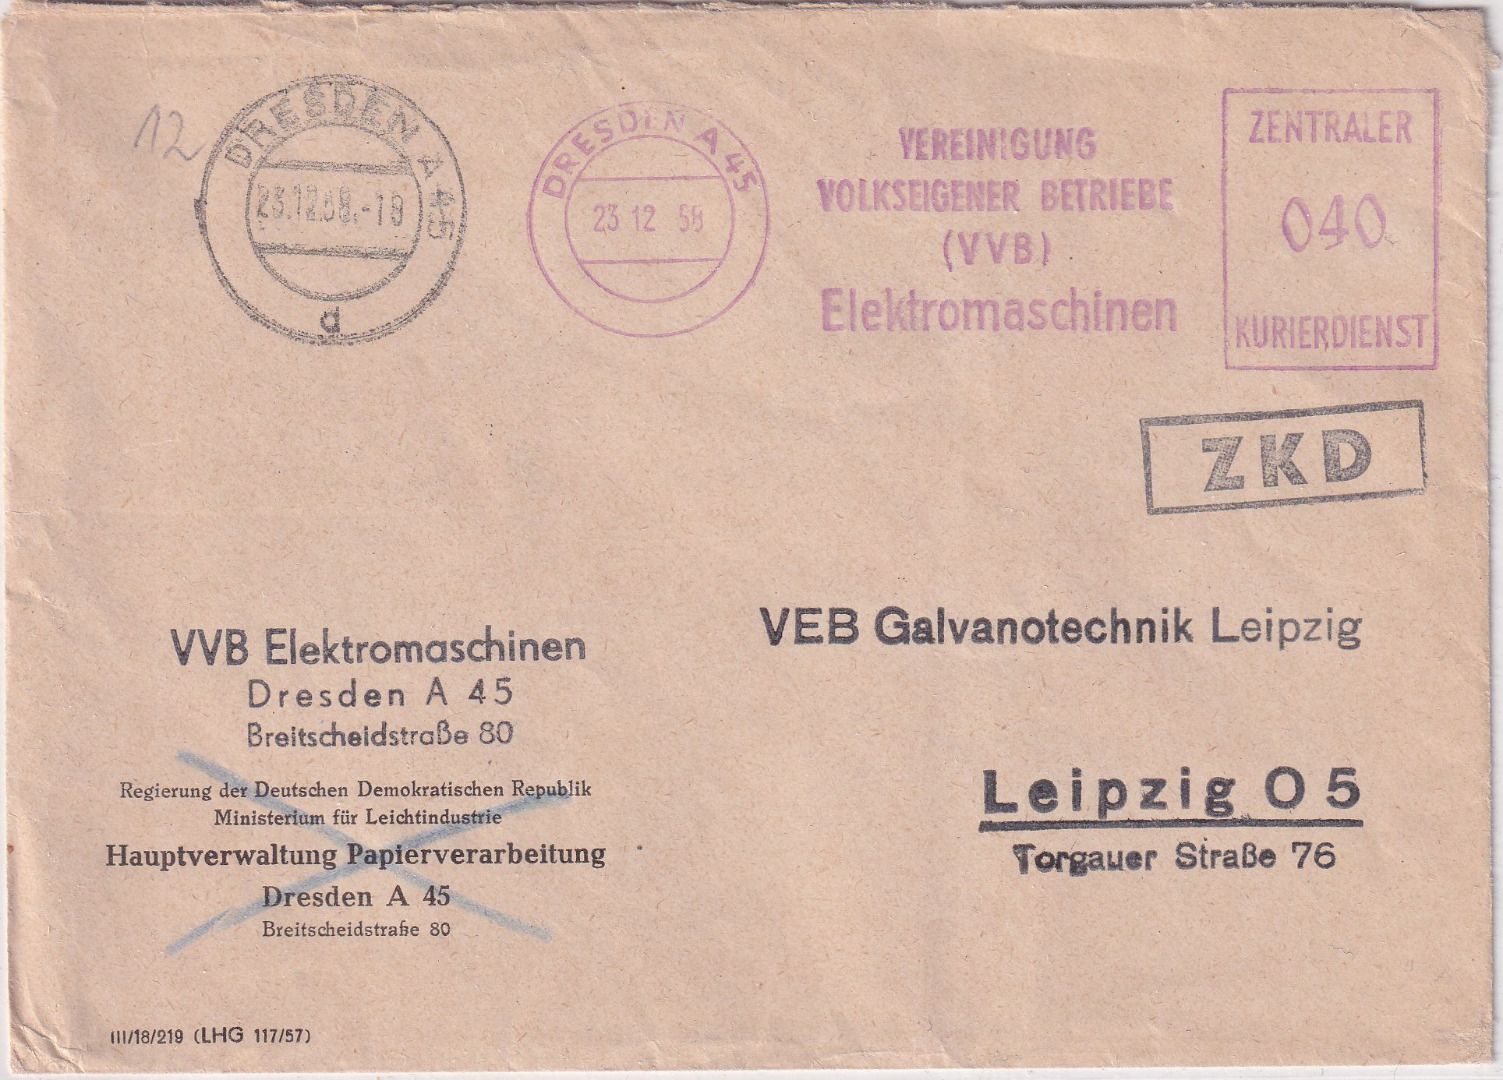 12
DRESDEN A 45
23.12.58.-18
d
DRESDEN A 45
23 12 58
VEREINIGUNG
VOLKSEIGENER BETRIEBE
(VVB)
Elektromaschinen
ZENTRALER
040
KURIERDIENST
ZKD
VEB Galvanotechnik Leipzig
Leipzig O 5
Torgauer Straße 76
VVB Elektromaschinen
Dresden A 45
Breitscheidstraße 80
Regierung der Deutschen Demokratischen Republik
Ministerium für Leichtindustrie
Hauptverwaltung Papierverarbeitung
Dresden A 45
Breitscheidstraße 80
III/18/219 (LHG 117/57)